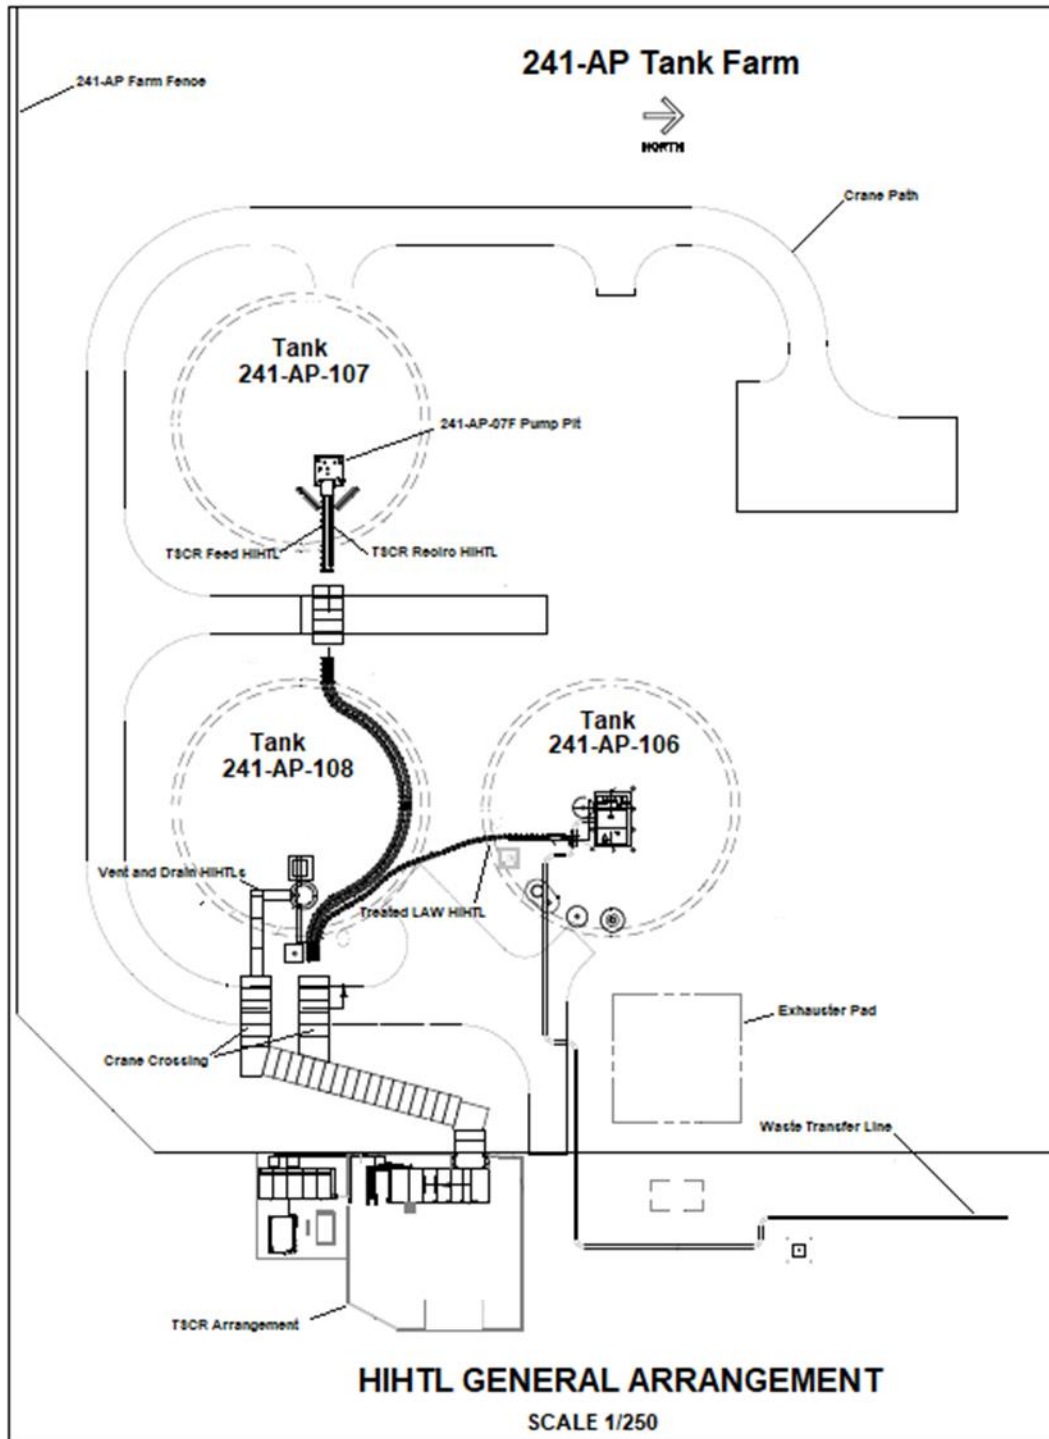 241-AP Tank Farm
241-AP Farm Fence
NORTH
Crane Path
Tank
241-AP-107
241-AP-07F Pump Pit
TSCR Feed HIHTL
TSCR Recirc HIHTL
Tank
241-AP-106
Tank
241-AP-108
Vent and Drain HIHTLs
Treated LAW HIHTL
Exhauster Pad
Crane Crossing
Waste Transfer Line
TSCR Arrangement
HIHTL GENERAL ARRANGEMENT
SCALE 1/250